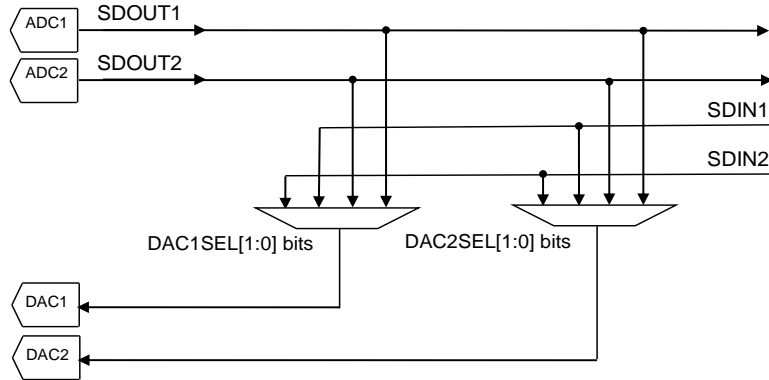 ADC1
SDOUT1
ADC2
SDOUT2
SDIN1
SDIN2
DAC1SEL[1:0] bits
DAC2SEL[1:0] bits
DAC1
DAC2